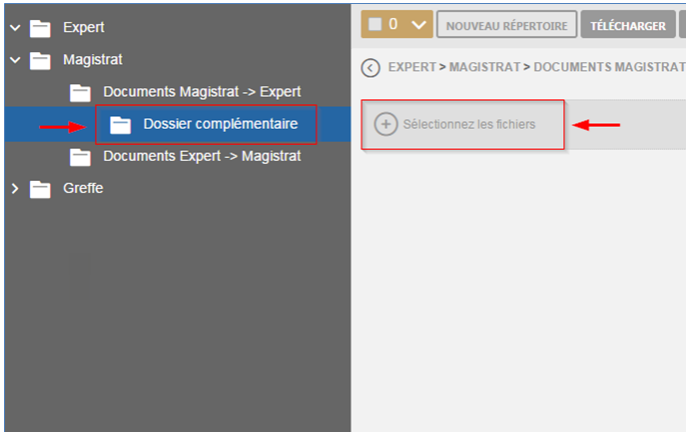 Expert
Magistrat
Documents Magistrat -> Expert
Dossier complémentaire
Documents Expert -> Magistrat
Greffe
0
NOUVEAU RÉPERTOIRE
TÉLÉCHARGER
EXPERT > MAGISTRAT > DOCUMENTS MAGISTRAT
Sélectionnez les fichiers